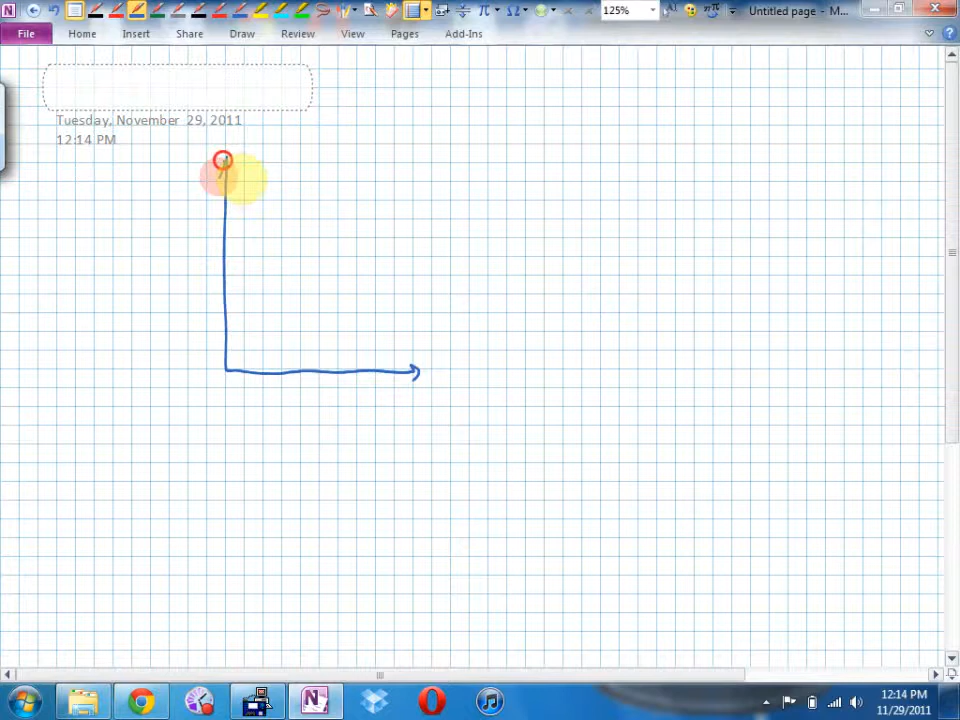 125%
Untitled page - M...
File Home Insert Share Draw Review View Pages Add-Ins
Tuesday, November 29, 2011
12:14 PM
12:14 PM
11/29/2011